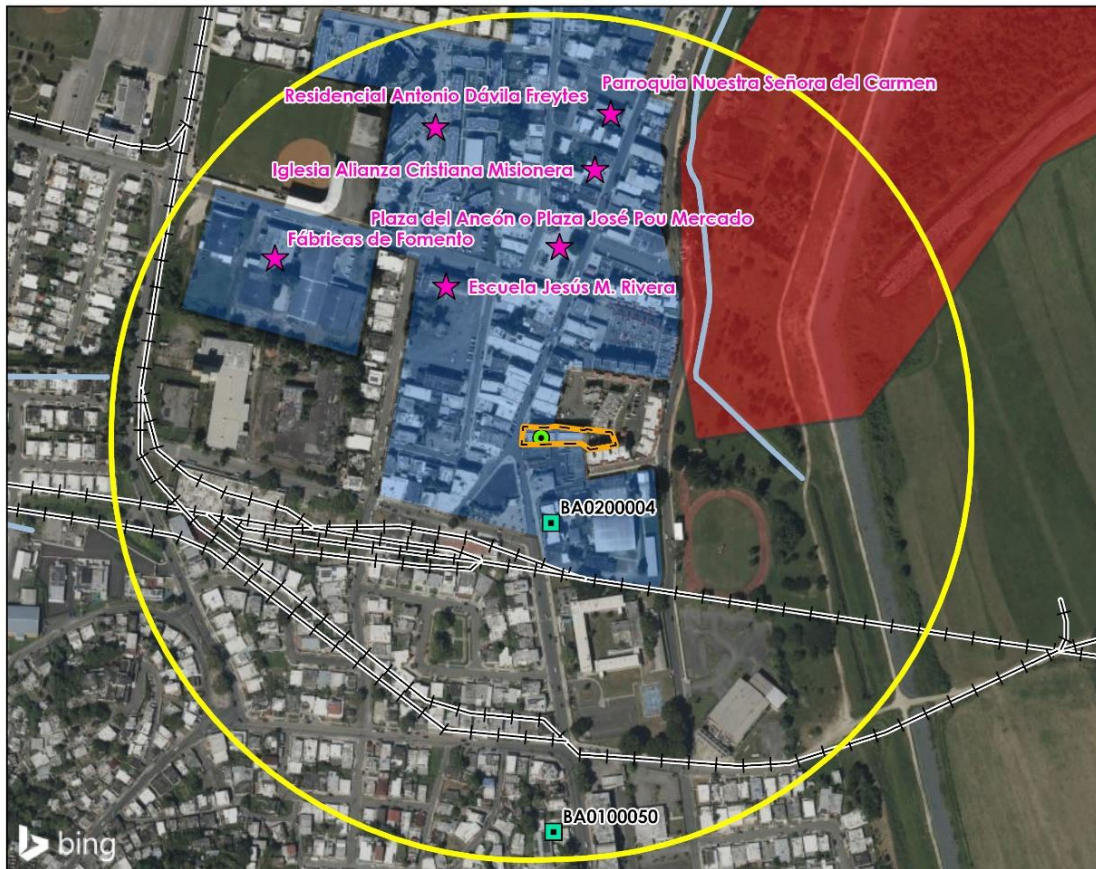 Parroquia Nuestra Señora del Carmen
Residencial Antonio Dávila Freytes
Iglesia Alianza Cristiana Misionera
Plaza del Ancón o Plaza José Pou Mercado
Fábricas de Fomento
Escuela Jesús M. Rivera
BA0200004
BA0100050
bing